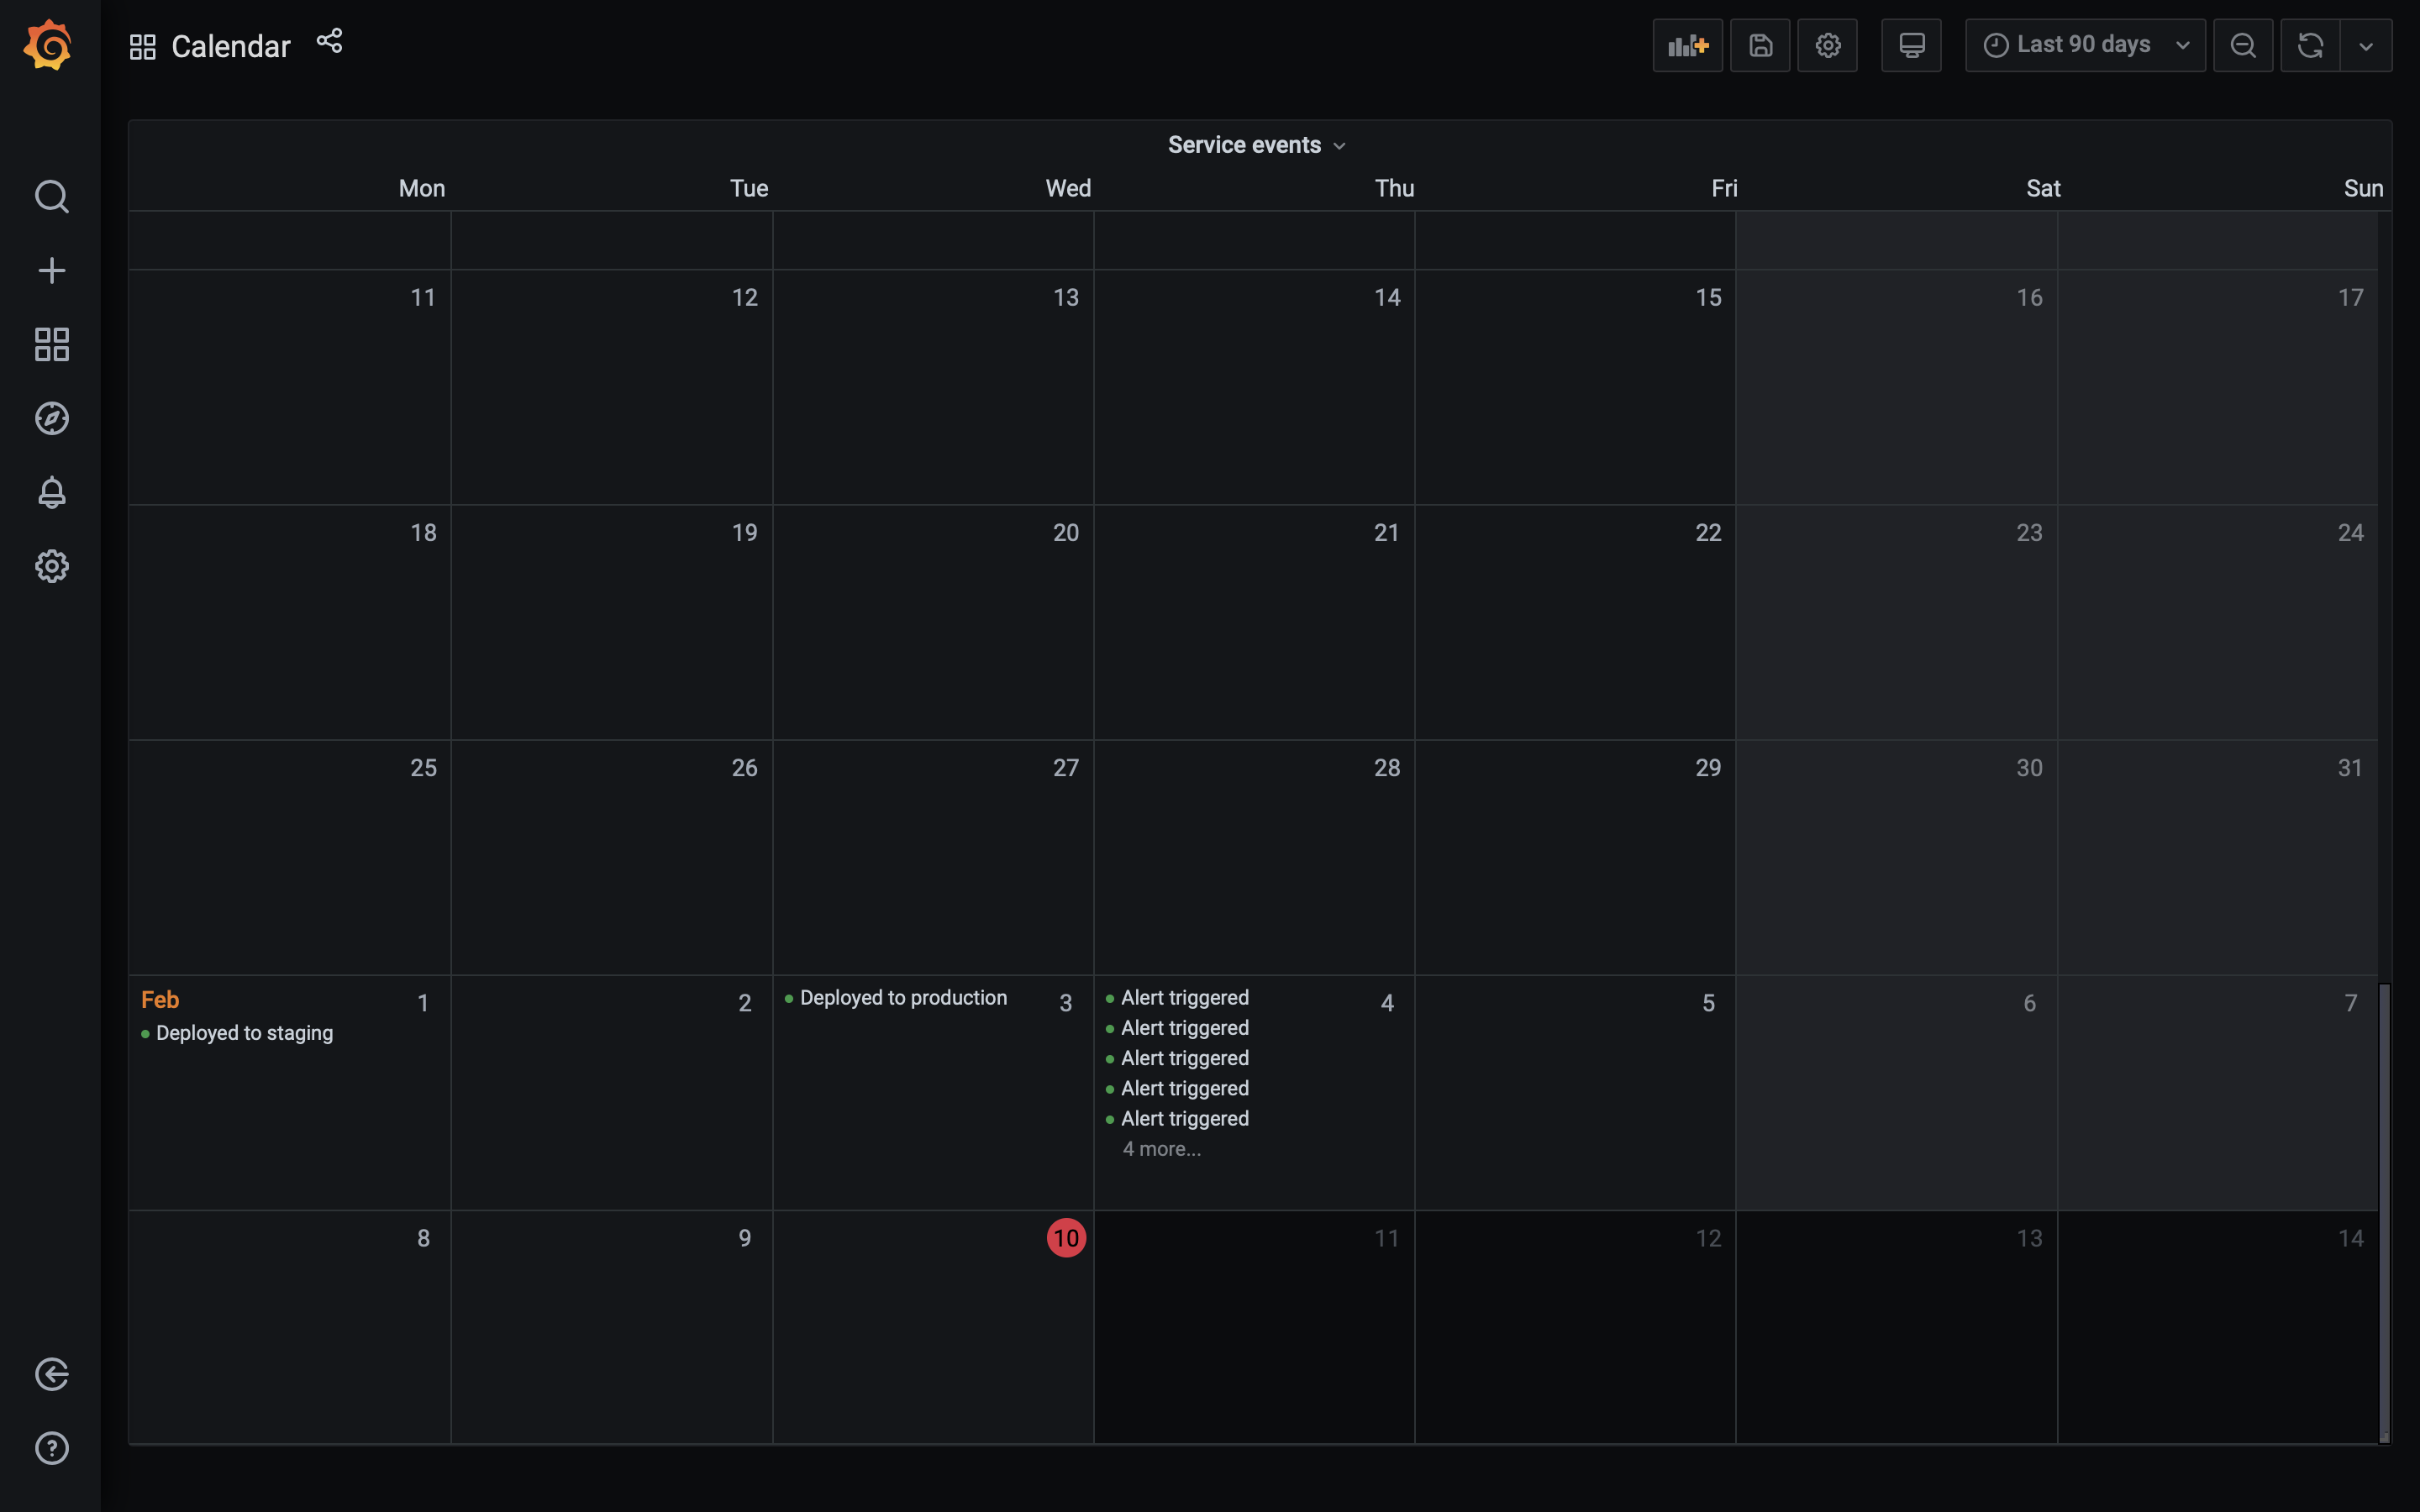 Calendar
Last 90 days
Service events
Mon Tue Wed Thu Fri Sat Sun
11 12 13 14 15 16 17
18 19 20 21 22 23 24
25 26 27 28 29 30 31
Feb 1 2 Deployed to production 3 Alert triggered 4 5 6 7
Deployed to staging Alert triggered
Alert triggered
Alert triggered
Alert triggered
4 more...
8 9 10 11 12 13 14